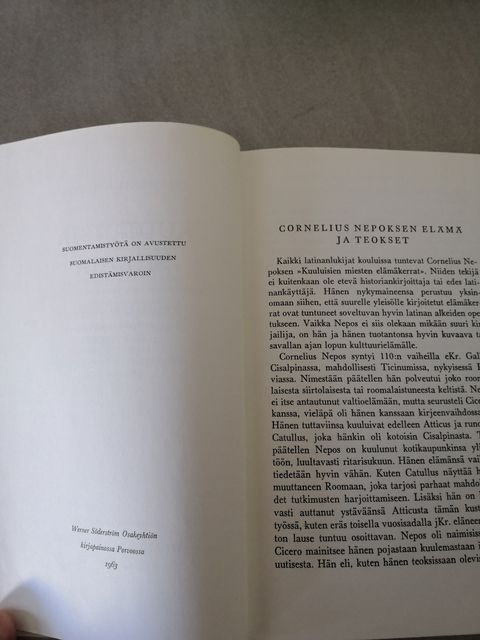 SUOMENTAMISTYÖTÄ ON AVUSTETTU
SUOMALAISEN KIRJALLISUUDEN
EDISTÄMISVAROIN
Werner Söderström Osakeyhtiön
kirjapainossa Porvoossa
1963
CORNELIUS NEPOKSEN ELÄMÄ
JA TEOKSET
Kaikki latinanlukijat kouluissa tuntevat Cornelius Ne-
poksen »Kuuluisien miesten elämäkerrat». Niiden tekijä
ei kuitenkaan ole etevä historiankirjoittaja tai edes lati-
nankäyttäjä. Hänen nykymaineensa perustuu yksin-
omaan siihen, että suurelle yleisölle kirjoitetut elämäker-
rat ovat tuntuneet soveltuvan hyvin latinan alkeiden ope
tukseen. Vaikka Nepos ei siis olekaan mikään suuri kir
jailija, on hän ja hänen tuotantonsa hyvin kuvaava ta
savallan ajan lopun kulttuurielämälle.
Cornelius Nepos syntyi 110:n vaiheilla eKr. Gal
Cisalpinassa, mahdollisesti Ticinumissa, nykyisessä P
viassa. Nimestään päätellen hän polveutui joko room
laisesta siirtolaisesta tai roomalaistuneesta keltistä. Ne
ei itse antautunut valtioelämään, mutta seurusteli Cice
kanssa, vieläpä oli hänen kanssaan kirjeenvaihdossa
Hänen tuttaviinsa kuuluivat edelleen Atticus ja runo
Catullus, joka hänkin oli kotoisin Cisalpinasta. T
päätellen Nepos on kuulunut kotikaupunkinsa yli
töön, luultavasti ritarisukuun. Hänen elämänsä vai
tiedetään hyvin vähän. Kuten Catullus näyttää h
muuttaneen Roomaan, joka tarjosi parhaat mahdo
det tutkimusten harjoittamiseen. Lisäksi hän on l
vasti auttanut ystäväänsä Atticusta tämän kust
työssä, kuten eräs toisella vuosisadalla jKr. eläneen
ton lause tuntuu osoittavan. Nepos oli naimisiss
Cicero mainitsee hänen pojastaan kuulemastaan i
uutisesta. Hän eli, kuten hänen teoksissaan olevis